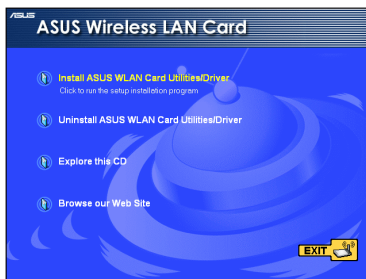 ASUS
ASUS Wireless LAN Card
Install ASUS WLAN Card Utilities/Driver
Click to run the setup installation program
Uninstall ASUS WLAN Card Utilities/Driver
Explore this CD
Browse our Web Site
EXIT